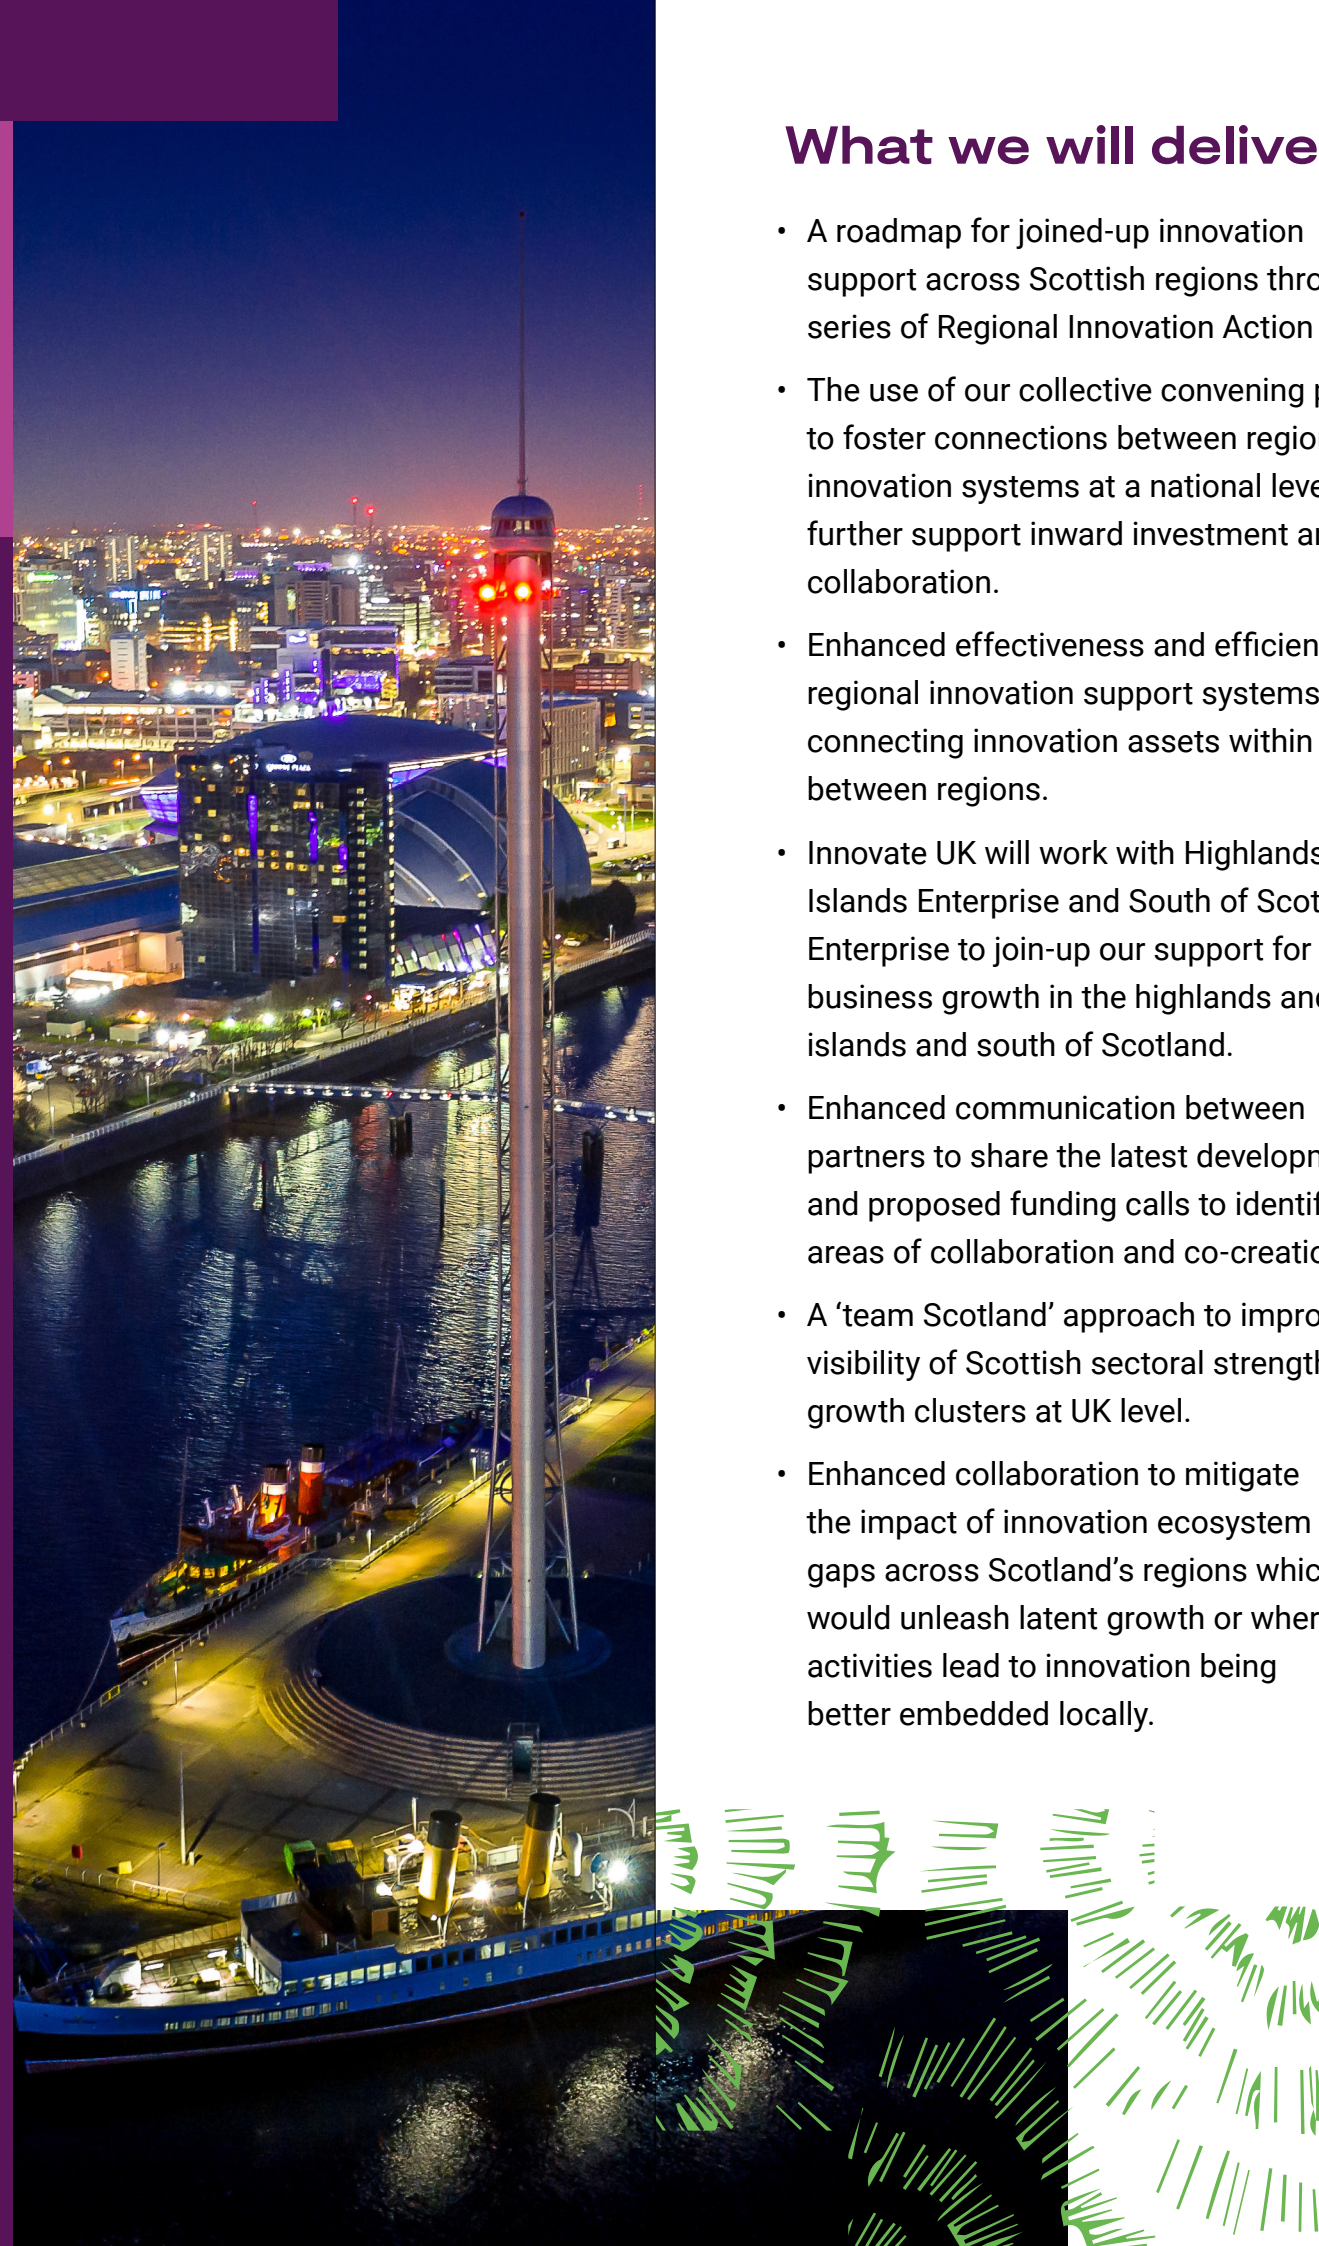 What we will delive
• A roadmap for joined-up innovation
support across Scottish regions thro
series of Regional Innovation Action
• The use of our collective convening p
to foster connections between regio
innovation systems at a national leve
further support inward investment a
collaboration.
• Enhanced effectiveness and efficien
regional innovation support systems
connecting innovation assets within
between regions.
• Innovate UK will work with Highlands
Islands Enterprise and South of Scot
Enterprise to join-up our support for
business growth in the highlands an
islands and south of Scotland.
• Enhanced communication between
partners to share the latest develop
and proposed funding calls to identif
areas of collaboration and co-creatio
• A ‘team Scotland’ approach to impro
visibility of Scottish sectoral strength
growth clusters at UK level.
• Enhanced collaboration to mitigate
the impact of innovation ecosystem
gaps across Scotland’s regions whic
would unleash latent growth or wher
activities lead to innovation being
better embedded locally.